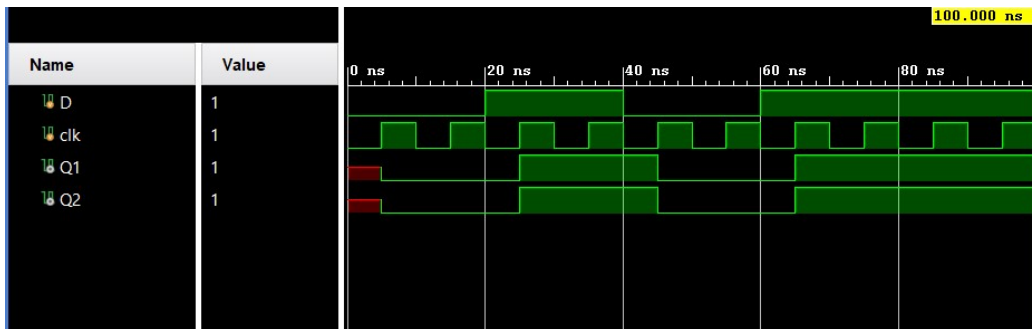 100.000 ns
Name Value
0 ns 20 ns 40 ns 60 ns 80 ns
D 1
clk 1
Q1 1
Q2 1